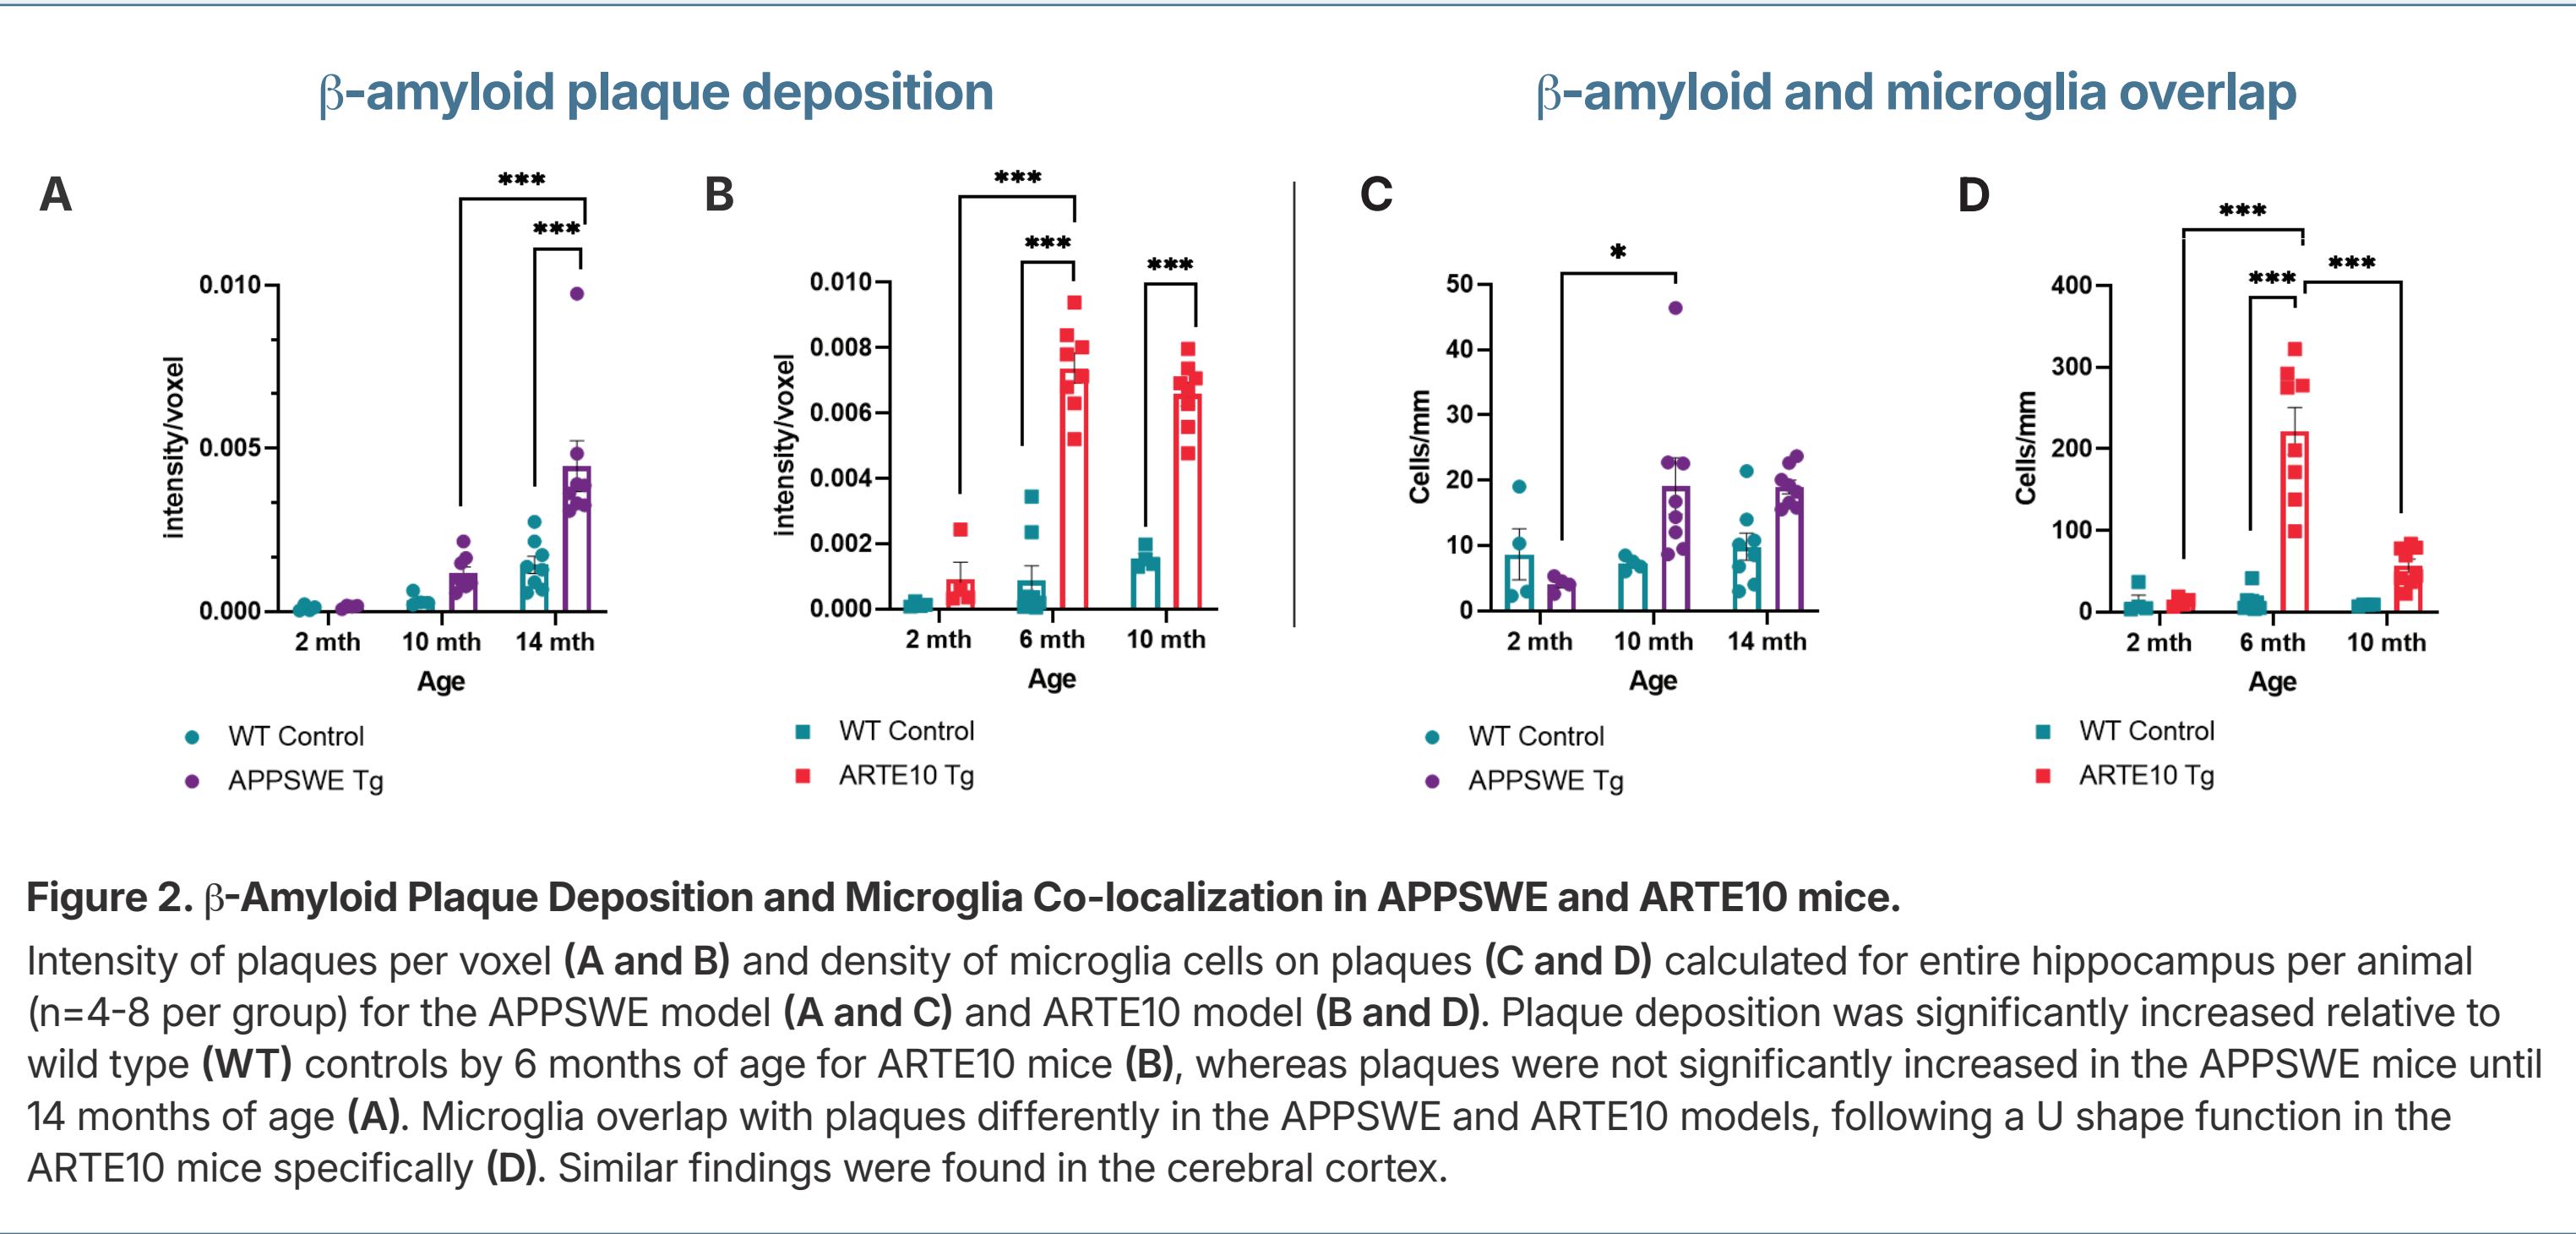 β-amyloid plaque deposition
β-amyloid and microglia overlap
A
***
***
0.010
0.005
0.000
intensity/voxel
2 mth
10 mth
14 mth
Age
WT Control
APPSWE Tg
B
***
***
***
0.010
0.008
0.006
0.004
0.002
0.000
intensity/voxel
2 mth
6 mth
10 mth
Age
WT Control
ARTE10 Tg
C
*
50
40
30
20
10
0
Cells/mm
2 mth
10 mth
14 mth
Age
WT Control
APPSWE Tg
D
***
***
***
400
300
200
100
0
Cells/mm
2 mth
6 mth
10 mth
Age
WT Control
ARTE10 Tg
Figure 2. β-Amyloid Plaque Deposition and Microglia Co-localization in APPSWE and ARTE10 mice.
Intensity of plaques per voxel (A and B) and density of microglia cells on plaques (C and D) calculated for entire hippocampus per animal
(n=4-8 per group) for the APPSWE model (A and C) and ARTE10 model (B and D). Plaque deposition was significantly increased relative to
wild type (WT) controls by 6 months of age for ARTE10 mice (B), whereas plaques were not significantly increased in the APPSWE mice until
14 months of age (A). Microglia overlap with plaques differently in the APPSWE and ARTE10 models, following a U shape function in the
ARTE10 mice specifically (D). Similar findings were found in the cerebral cortex.